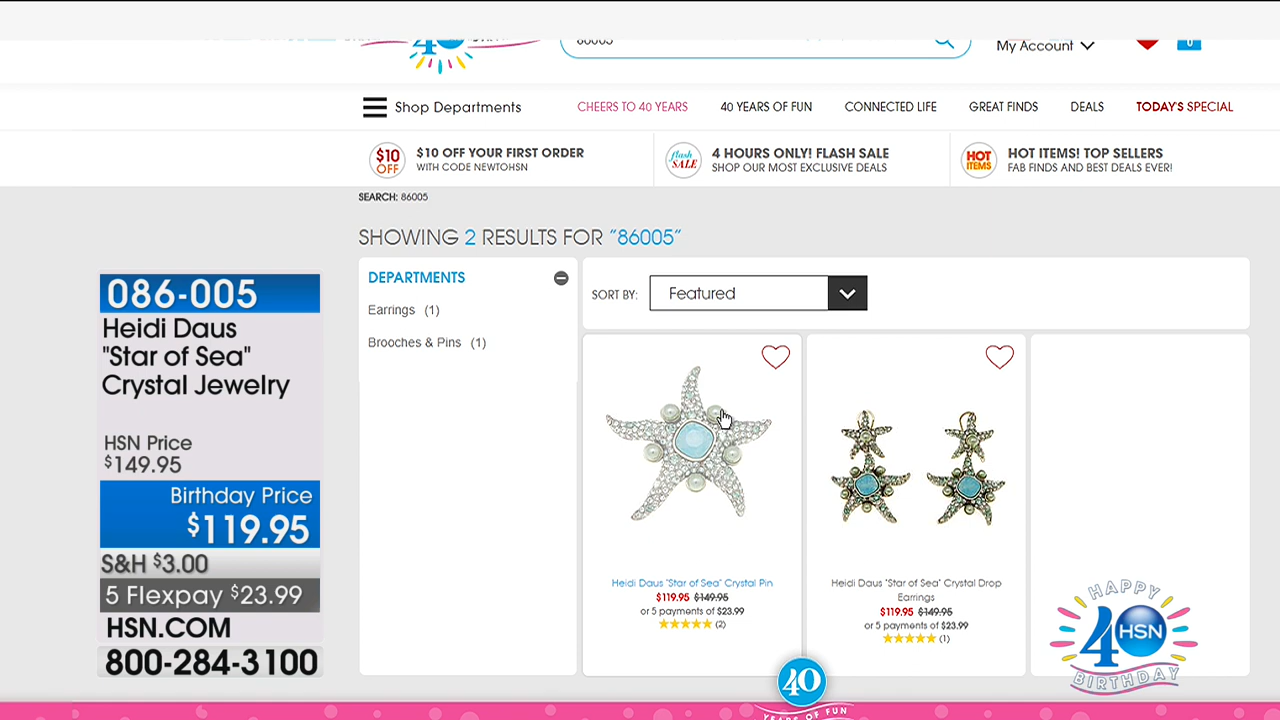 40
86005
My Account
0
Shop Departments
CHEERS TO 40 YEARS
40 YEARS OF FUN
CONNECTED LIFE
GREAT FINDS
DEALS
TODAY'S SPECIAL
$10 OFF
$10 OFF YOUR FIRST ORDER
WITH CODE NEWTOHSN
flash SALE
4 HOURS ONLY! FLASH SALE
SHOP OUR MOST EXCLUSIVE DEALS
HOT ITEMS
HOT ITEMS! TOP SELLERS
FAB FINDS AND BEST DEALS EVER!
SEARCH: 86005
SHOWING 2 RESULTS FOR "86005"
DEPARTMENTS
Earrings (1)
Brooches & Pins (1)
SORT BY:
Featured
086-005
Heidi Daus
"Star of Sea"
Crystal Jewelry
HSN Price
$149.95
Birthday Price
$119.95
S&H $3.00
5 Flexpay $23.99
HSN.COM
800-284-3100
Heidi Daus "Star of Sea" Crystal Pin
$119.95 $149.95
or 5 payments of $23.99
(2)
Heidi Daus "Star of Sea" Crystal Drop
Earrings
$119.95 $149.95
or 5 payments of $23.99
(1)
HAPPY
40 HSN
BIRTHDAY
40
YEARS OF FUN